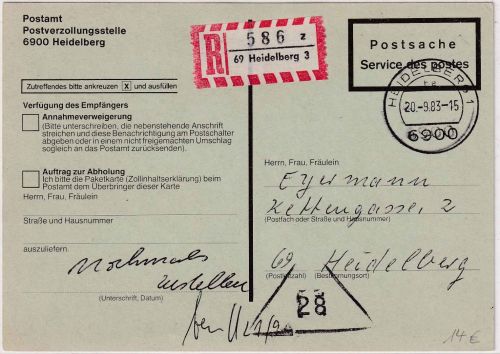 Postamt
Postverzollungsstelle
6900 Heidelberg
R
586 z
69 Heidelberg 3
Postsache
Service des postes
HEIDELBERG 1
20.-9.83-15
6900
Zutreffendes bitte ankreuzen X und ausfüllen
Verfügung des Empfängers
Annahmeverweigerung
(Bitte unterschreiben, die nebenstehende Anschrift
streichen und diese Benachrichtigung am Postschalter
abgeben oder in einem nicht freigemachten Umschlag
sogleich an das Postamt zurücksenden).
Auftrag zur Abholung
Ich bitte die Paketkarte (Zollinhaltserklärung) beim
Postamt dem Überbringer dieser Karte
Herrn, Frau, Fräulein
Straße und Hausnummer
auszuliefern.
Nochmals
zustellen
(Unterschrift, Datum)
21/9
Herrn, Frau, Fräulein
Eyermann
Kettengasse 2
(Postfach oder Straße und Hausnummer)
69 Heidelberg
(Postleitzahl) (Bestimmungsort)
28
14 €